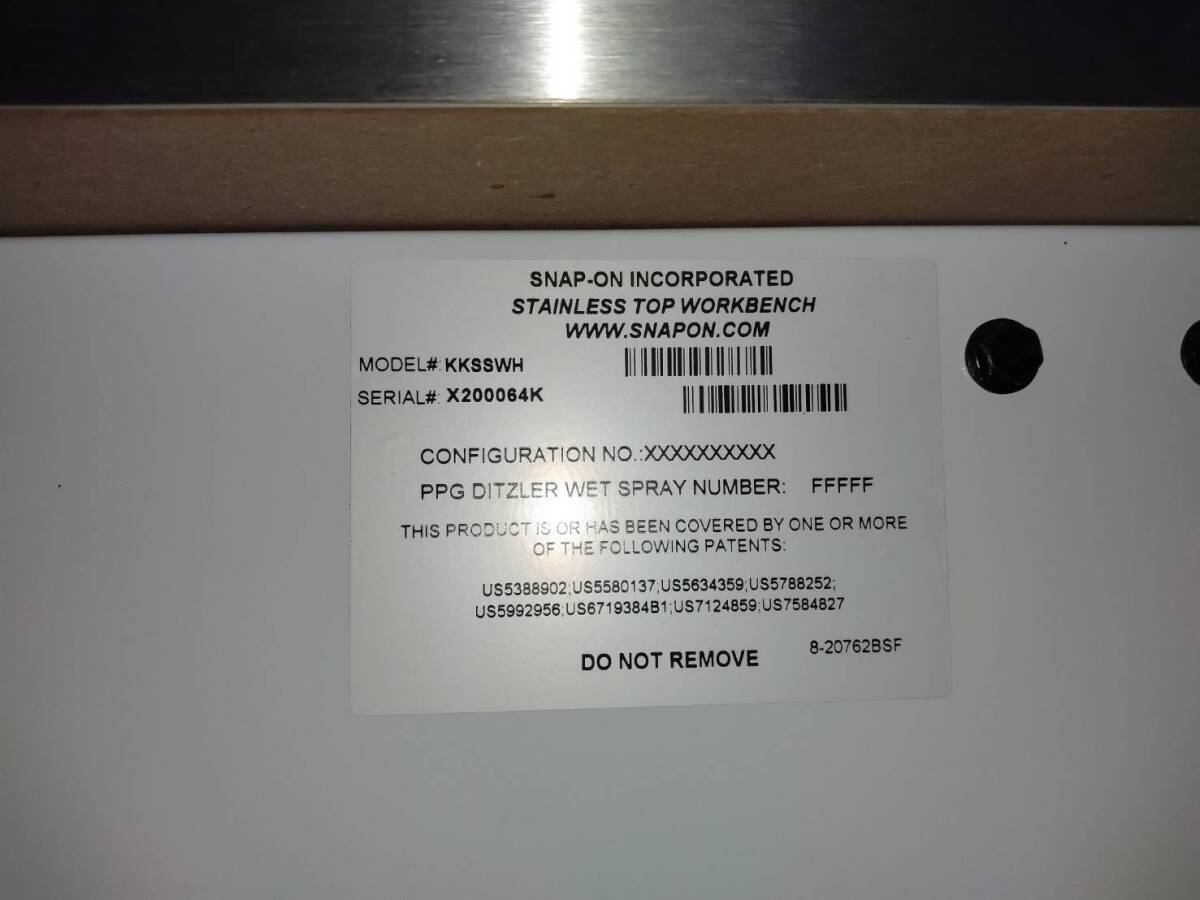 SNAP-ON INCORPORATED
STAINLESS TOP WORKBENCH
WWW.SNAPON.COM
MODEL#: KKSSWH
SERIAL#: X200064K
CONFIGURATION NO.:XXXXXXXXXX
PPG DITZLER WET SPRAY NUMBER: FFFFF
THIS PRODUCT IS OR HAS BEEN COVERED BY ONE OR MORE
OF THE FOLLOWING PATENTS:
US5388902;US5580137;US5634359;US5788252;
US5992956;US6719384B1;US7124859;US7584827
8-20762BSF
DO NOT REMOVE